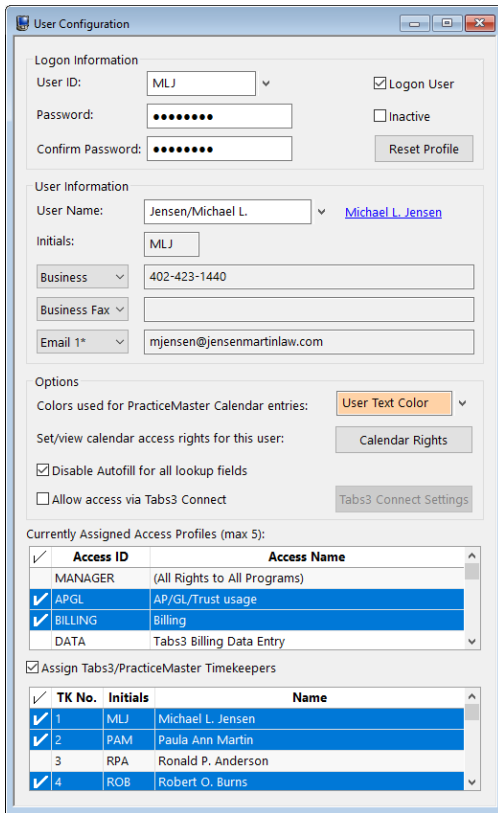 User Configuration
Logon Information
User ID: MLJ Logon User
Password: ●●●●●●●● Inactive
Confirm Password: ●●●●●●●● Reset Profile
User Information
User Name: Jensen/Michael L. Michael L. Jensen
Initials: MLJ
Business 402-423-1440
Business Fax
Email 1* mjensen@jensenmartinlaw.com
Options
Colors used for PracticeMaster Calendar entries: User Text Color
Set/view calendar access rights for this user: Calendar Rights
Disable Autofill for all lookup fields
Allow access via Tabs3 Connect Tabs3 Connect Settings
Currently Assigned Access Profiles (max 5):
Access ID Access Name
MANAGER (All Rights to All Programs)
APGL AP/GL/Trust usage
BILLING Billing
DATA Tabs3 Billing Data Entry
Assign Tabs3/PracticeMaster Timekeepers
TK No. Initials Name
1 MLJ Michael L. Jensen
2 PAM Paula Ann Martin
3 RPA Ronald P. Anderson
4 ROB Robert O. Burns